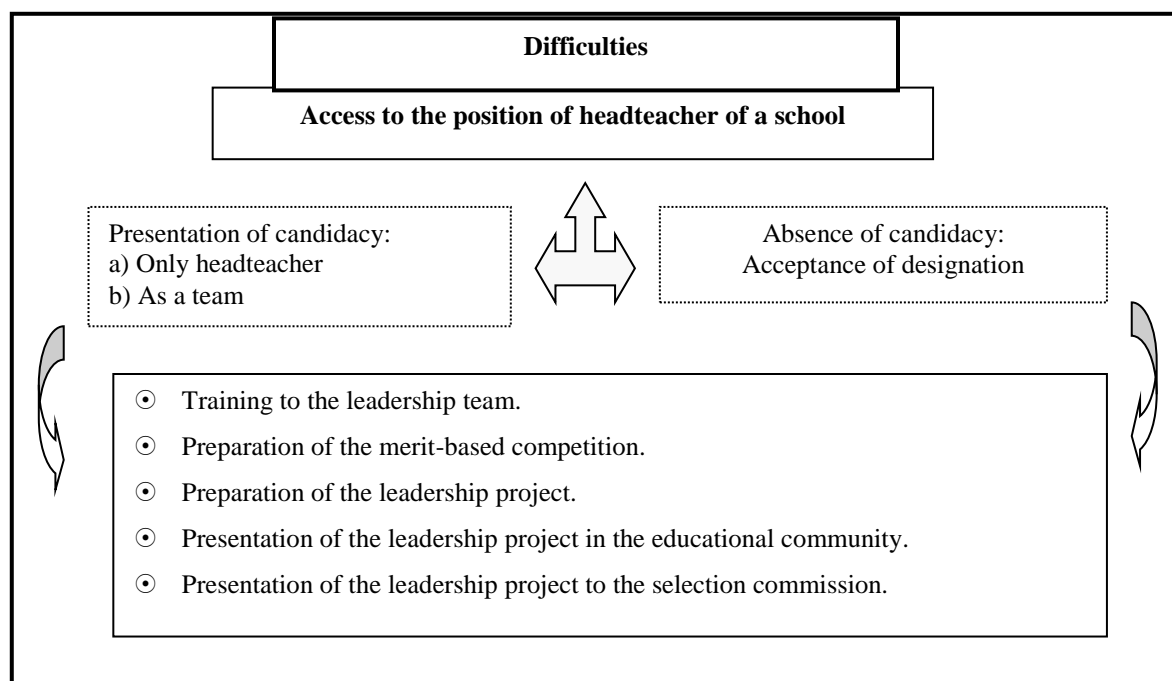 Difficulties
Access to the position of headteacher of a school
Presentation of candidacy:
a) Only headteacher
b) As a team
Absence of candidacy:
Acceptance of designation
☉ Training to the leadership team.
☉ Preparation of the merit-based competition.
☉ Preparation of the leadership project.
☉ Presentation of the leadership project in the educational community.
☉ Presentation of the leadership project to the selection commission.